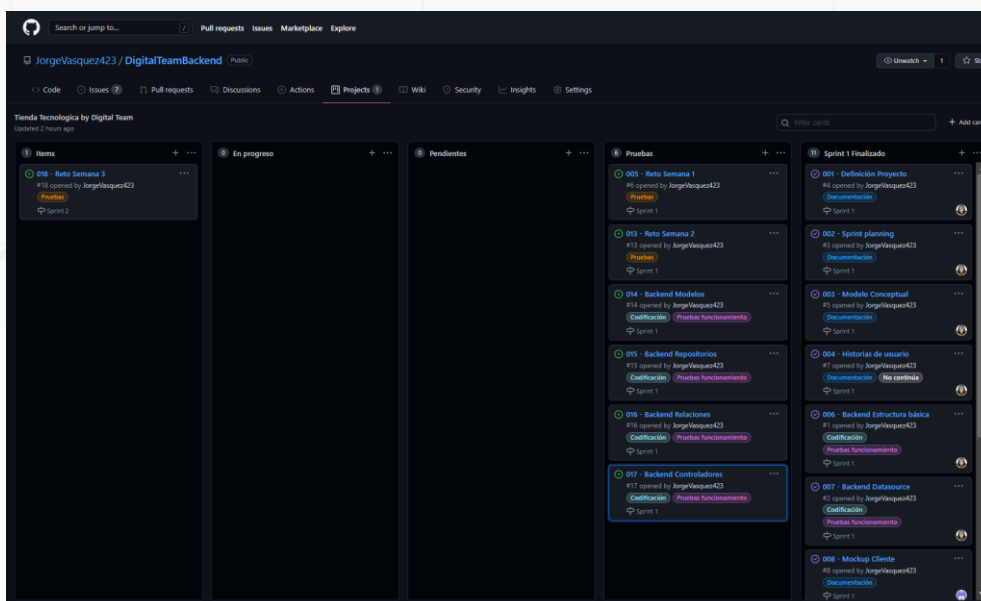 Search or jump to...
/
Pull requests Issues Marketplace Explore
JorgeVasquez423 / DigitalTeamBackend Public
Unwatch 1
Code
Issues 7
Pull requests
Discussions
Actions
Projects 1
Wiki
Security
Insights
Settings
Tienda Tecnologica by Digital Team
Updated 2 hours ago
Filter cards
1 Items
018 - Reto Semana 3
#18 opened by JorgeVasquez423
Pruebas
Sprint 2
0 En progreso
0 Pendientes
6 Pruebas
005 - Reto Semana 1
#6 opened by JorgeVasquez423
Pruebas
Sprint 1
013 - Reto Semana 2
#13 opened by JorgeVasquez423
Pruebas
Sprint 1
014 - Backend Modelos
#14 opened by JorgeVasquez423
Codificación Pruebas funcionamiento
Sprint 1
015 - Backend Repositorios
#15 opened by JorgeVasquez423
Codificación Pruebas funcionamiento
Sprint 1
016 - Backend Relaciones
#16 opened by JorgeVasquez423
Codificación Pruebas funcionamiento
Sprint 1
017 - Backend Controladores
#17 opened by JorgeVasquez423
Codificación Pruebas funcionamiento
Sprint 1
11 Sprint 1 Finalizado
001 - Definición Proyecto
#4 opened by JorgeVasquez423
Documentación
Sprint 1
002 - Sprint planning
#3 opened by JorgeVasquez423
Documentación
Sprint 1
003 - Modelo Conceptual
#5 opened by JorgeVasquez423
Documentación
Sprint 1
004 - Historias de usuario
#7 opened by JorgeVasquez423
Documentación No continúa
Sprint 1
006 - Backend Estructura básica
#1 opened by JorgeVasquez423
Codificación
Pruebas funcionamiento
Sprint 1
007 - Backend Datasource
#2 opened by JorgeVasquez423
Codificación
Pruebas funcionamiento
Sprint 1
008 - Mockup Cliente
#8 opened by JorgeVasquez423
Documentación
Sprint 1